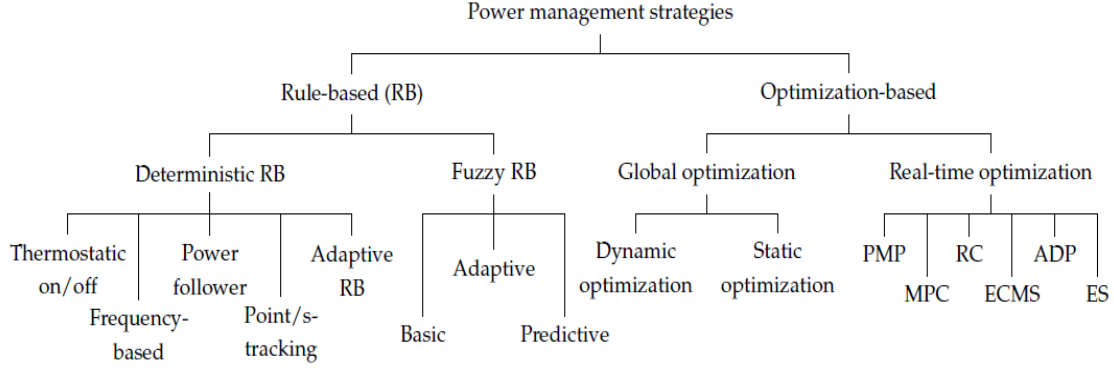 Power management strategies
Rule-based (RB)
Optimization-based
Deterministic RB
Fuzzy RB
Global optimization
Real-time optimization
Thermostatic
on/off
Frequency-
based
Power
follower
Point/s-
tracking
Adaptive
RB
Basic
Adaptive
Predictive
Dynamic
optimization
Static
optimization
PMP
MPC
RC
ECMS
ADP
ES